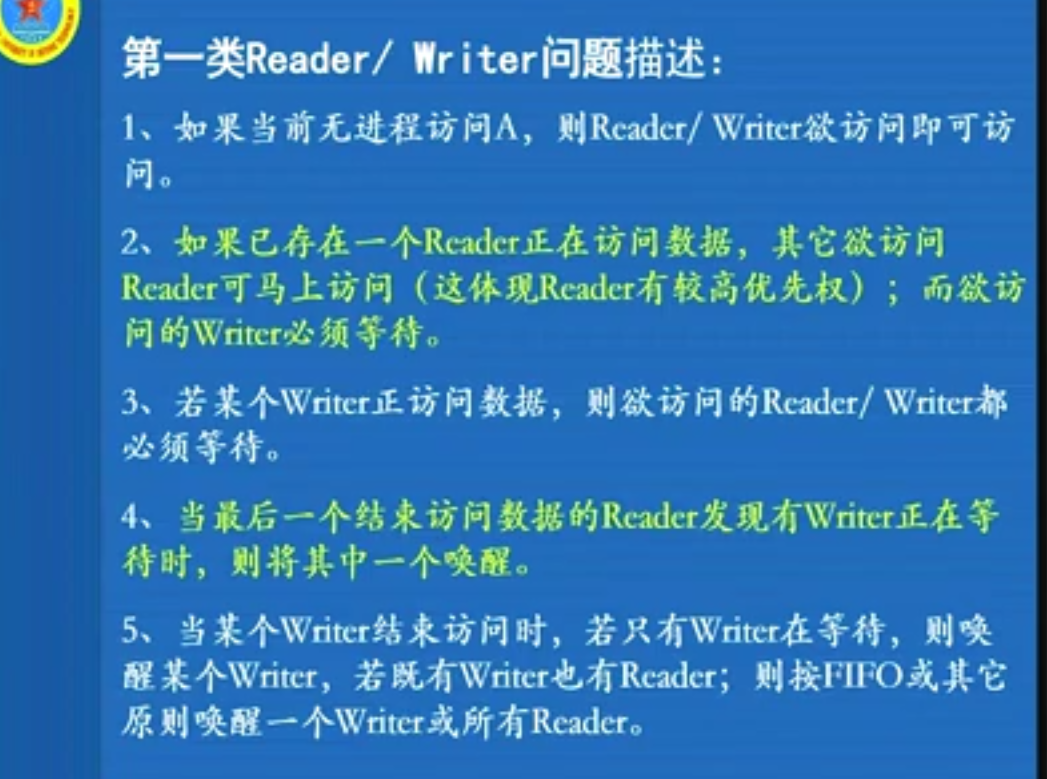 第一类Reader/ Writer问题描述：
1、如果当前无进程访问A，则Reader/ Writer欲访问即可访
问。
2、如果已存在一个Reader正在访问数据，其它欲访问
Reader可马上访问（这体现Reader有较高优先权）；而欲访
问的Writer必须等待。
3、若某个Writer正访问数据，则欲访问的Reader/ Writer都
必须等待。
4、当最后一个结束访问数据的Reader发现有Writer正在等
待时，则将其中一个唤醒。
5、当某个Writer结束访问时，若只有Writer在等待，则唤
醒某个Writer，若既有Writer也有Reader；则按FIFO或其它
原则唤醒一个Writer或所有Reader。